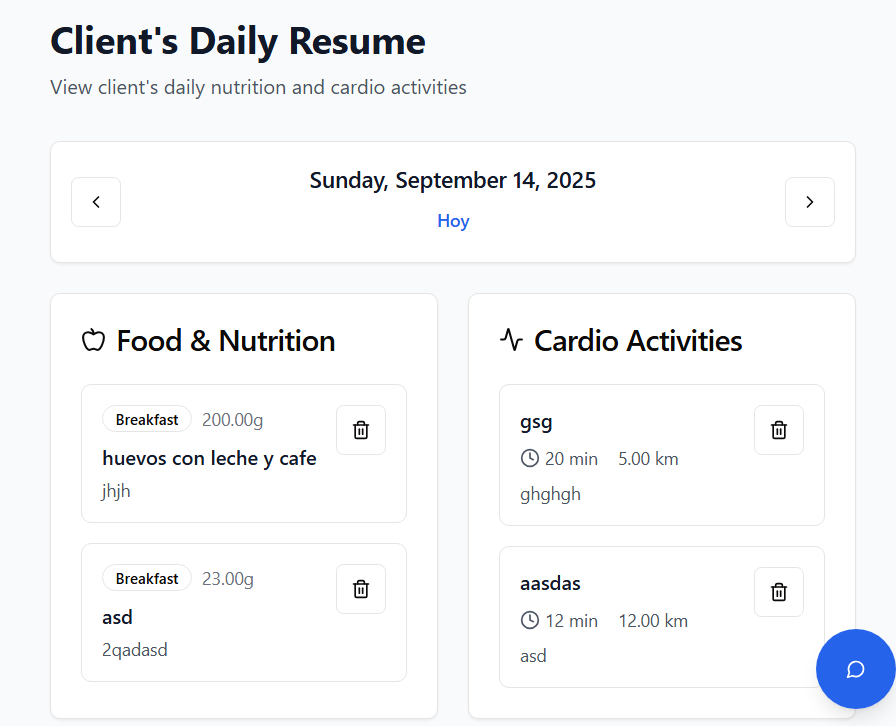 Client's Daily Resume
View client's daily nutrition and cardio activities
Sunday, September 14, 2025
Hoy
Food & Nutrition
Breakfast 200.00g
huevos con leche y cafe
jhjh
Breakfast 23.00g
asd
2qadasd
Cardio Activities
gsg
20 min 5.00 km
ghghgh
aasdas
12 min 12.00 km
asd